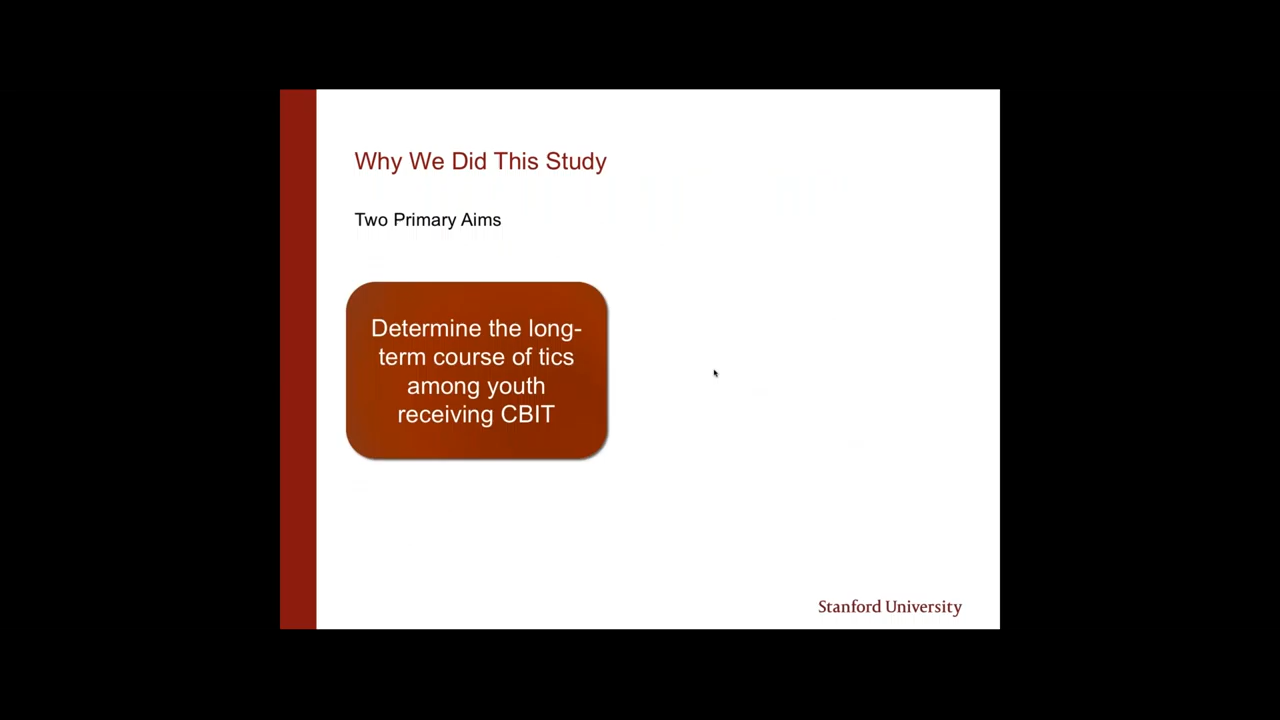 Why We Did This Study
Two Primary Aims
Determine the long-
term course of tics
among youth
receiving CBIT
Stanford University